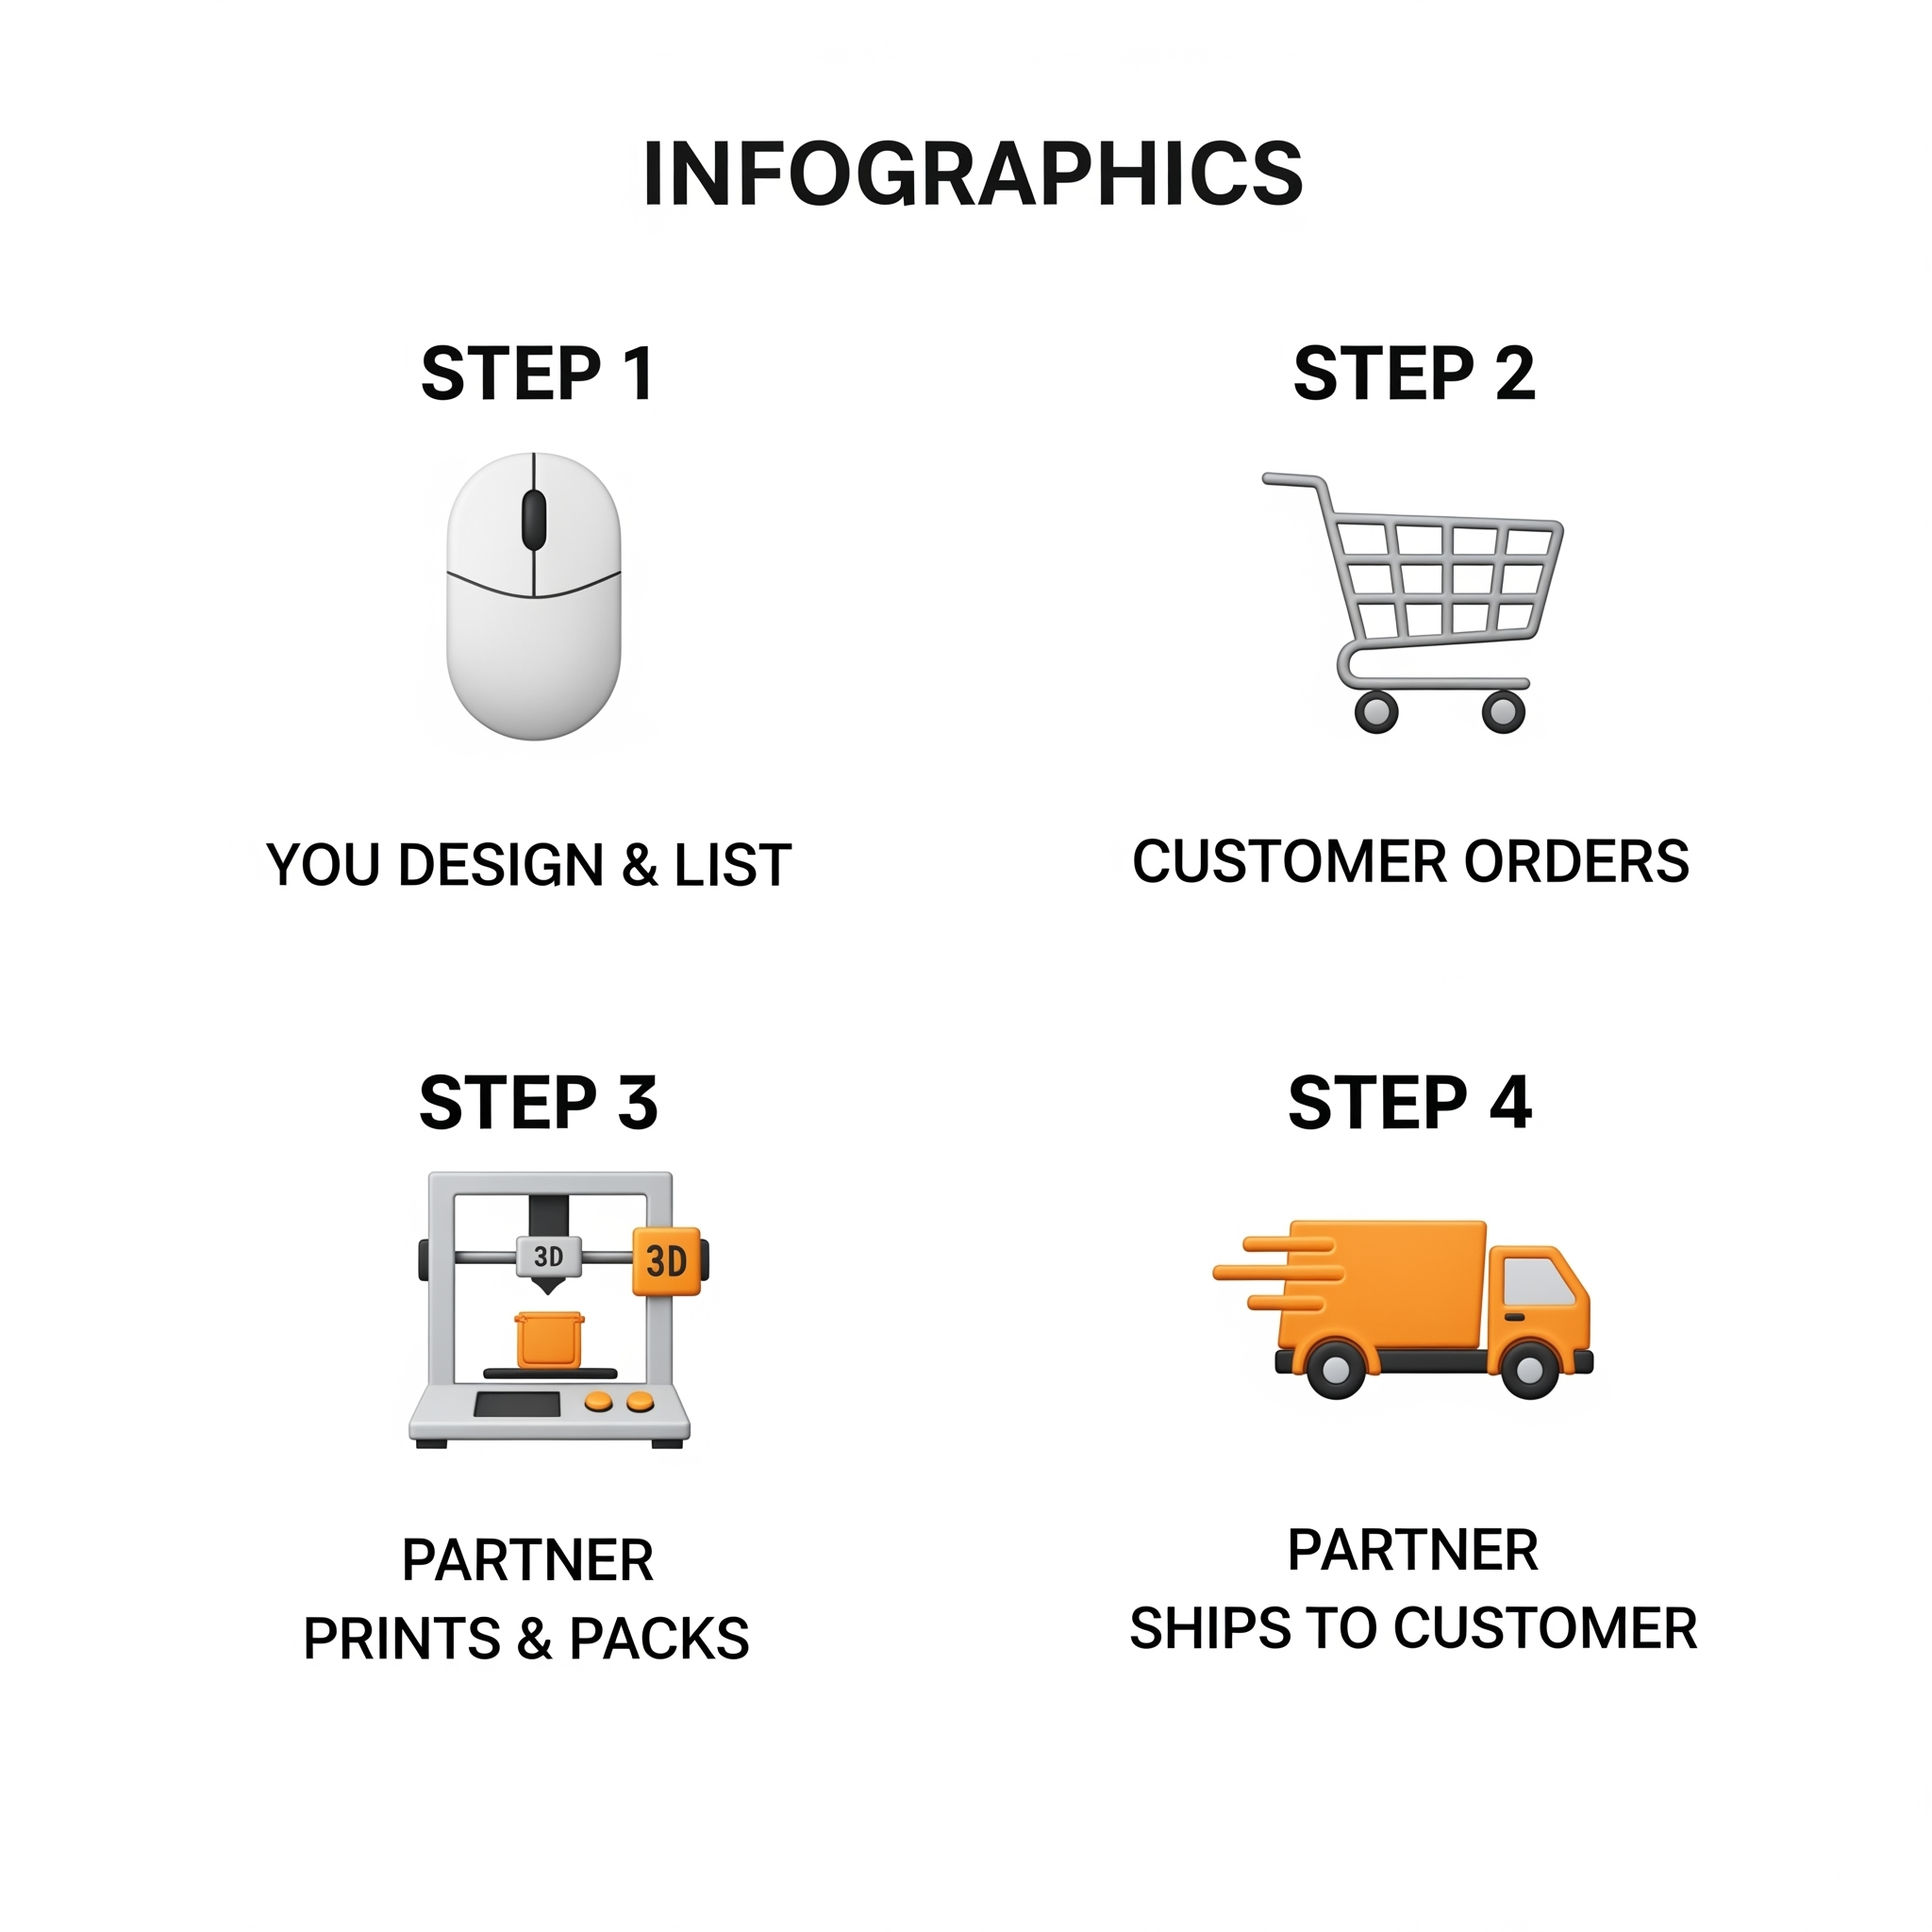 INFOGRAPHICS
STEP 1
YOU DESIGN & LIST
STEP 2
CUSTOMER ORDERS
STEP 3
3D
3D
PARTNER
PRINTS & PACKS
STEP 4
PARTNER
SHIPS TO CUSTOMER